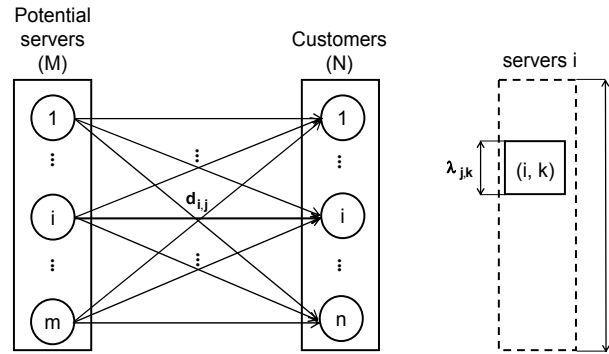 Potential
servers
(M)
Customers
(N)
servers i
1
1
⋮
⋮
⋮
λ j,k
(i, k)
d i,j
i
i
⋮
⋮
⋮
m
n